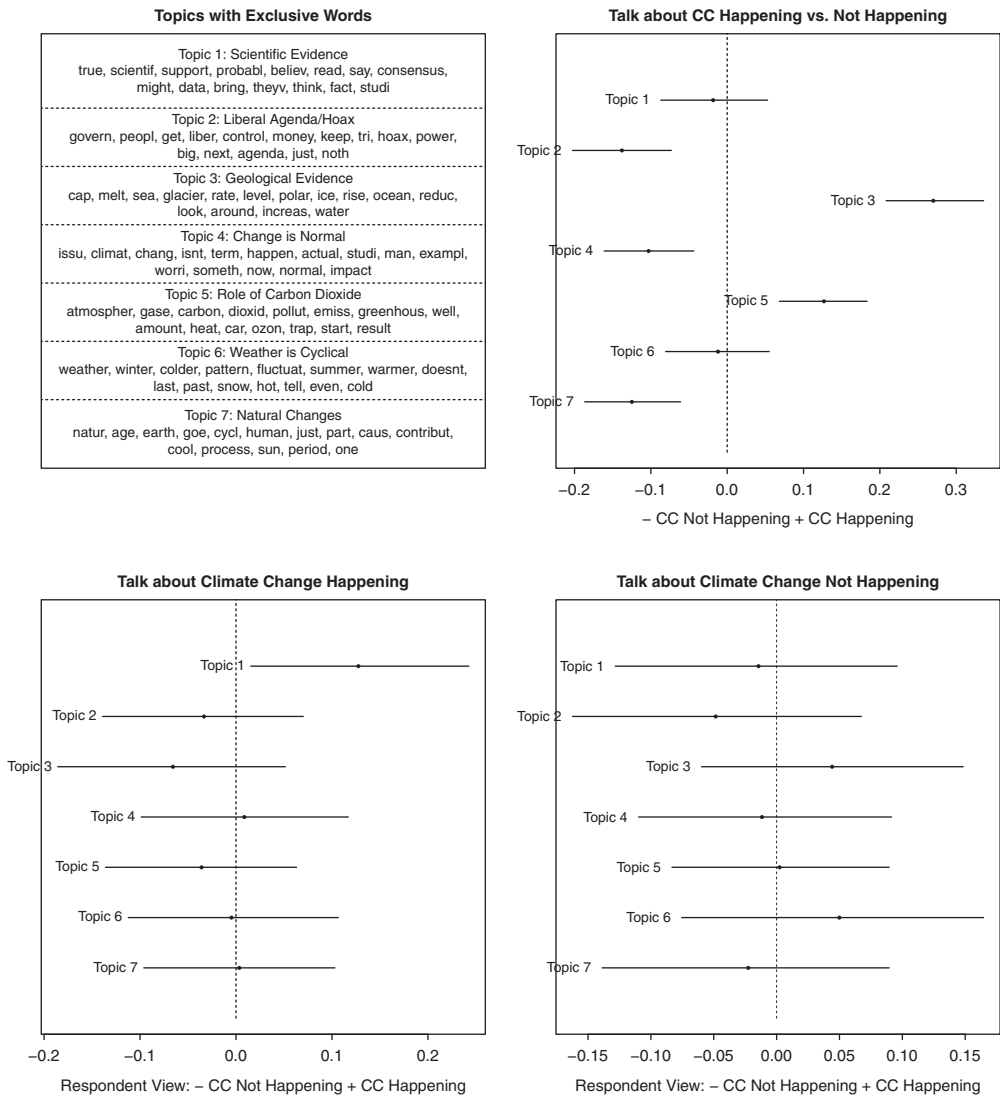 Topics with Exclusive Words
Topic 1: Scientific Evidence
true, scientif, support, probabl, believ, read, say, consensus,
might, data, bring, theyv, think, fact, studi
Topic 2: Liberal Agenda/Hoax
govern, peopl, get, liber, control, money, keep, tri, hoax, power,
big, next, agenda, just, noth
Topic 3: Geological Evidence
cap, melt, sea, glacier, rate, level, polar, ice, rise, ocean, reduc,
look, around, increas, water
Topic 4: Change is Normal
issu, climat, chang, isnt, term, happen, actual, studi, man, exampl,
worri, someth, now, normal, impact
Topic 5: Role of Carbon Dioxide
atmospher, gase, carbon, dioxid, pollut, emiss, greenhous, well,
amount, heat, car, ozon, trap, start, result
Topic 6: Weather is Cyclical
weather, winter, colder, pattern, fluctuat, summer, warmer, doesnt,
last, past, snow, hot, tell, even, cold
Topic 7: Natural Changes
natur, age, earth, goe, cycl, human, just, part, caus, contribut,
cool, process, sun, period, one
Talk about CC Happening vs. Not Happening
Topic 1
Topic 2
Topic 3
Topic 4
Topic 5
Topic 6
Topic 7
−0.2 −0.1 0.0 0.1 0.2 0.3
− CC Not Happening + CC Happening
Talk about Climate Change Happening
Topic 1
Topic 2
Topic 3
Topic 4
Topic 5
Topic 6
Topic 7
−0.2 −0.1 0.0 0.1 0.2
Respondent View: − CC Not Happening + CC Happening
Talk about Climate Change Not Happening
Topic 1
Topic 2
Topic 3
Topic 4
Topic 5
Topic 6
Topic 7
−0.15 −0.10 −0.05 0.00 0.05 0.10 0.15
Respondent View: − CC Not Happening + CC Happening